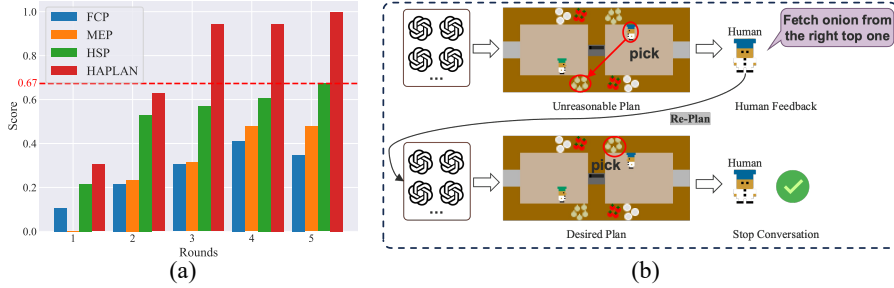 FCP
MEP
HSP
HAPLAN
1.0
0.8
0.67
0.6
0.4
0.2
0.0
Score
1
2
3
4
5
Rounds
(a)
...
pick
Unreasonable Plan
Human
Human Feedback
Fetch onion from
the right top one
Re-Plan
...
pick
Desired Plan
Human
Stop Conversation
(b)